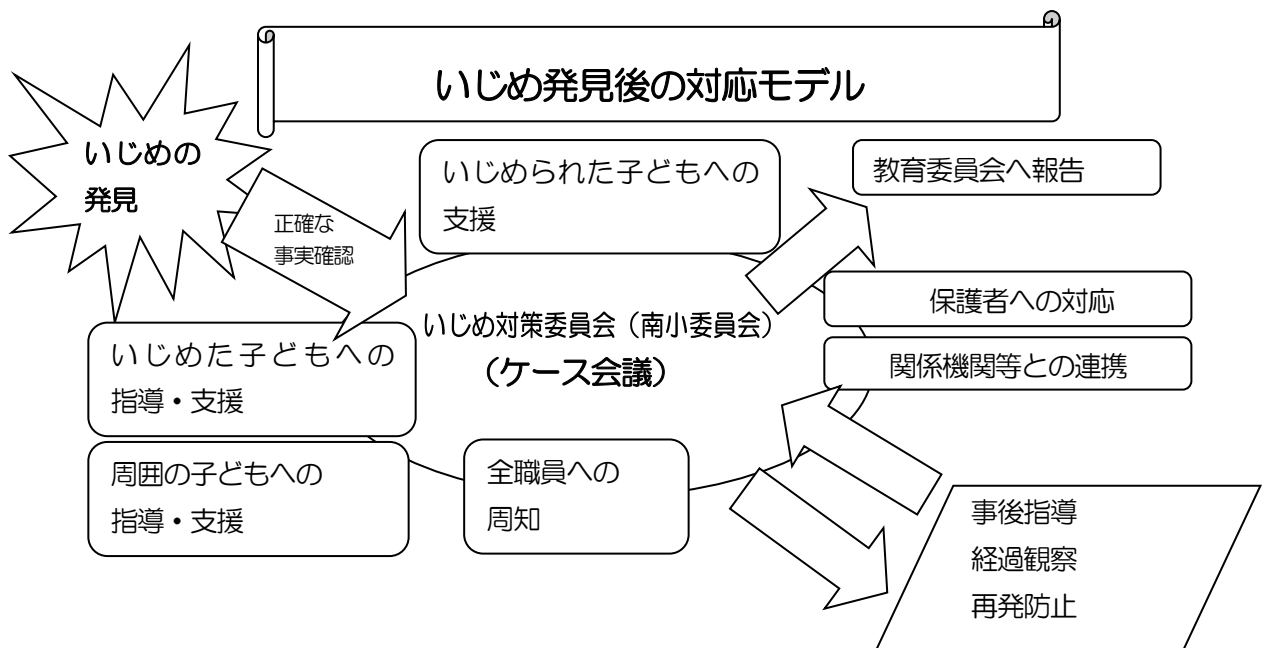 いじめ発見後の対応モデル
いじめの
発見
正確な
事実確認
いじめられた子どもへの
支援
教育委員会へ報告
保護者への対応
関係機関等との連携
いじめ対策委員会（南小委員会）
（ケース会議）
いじめた子どもへの
指導・支援
周囲の子どもへの
指導・支援
全職員への
周知
事後指導
経過観察
再発防止